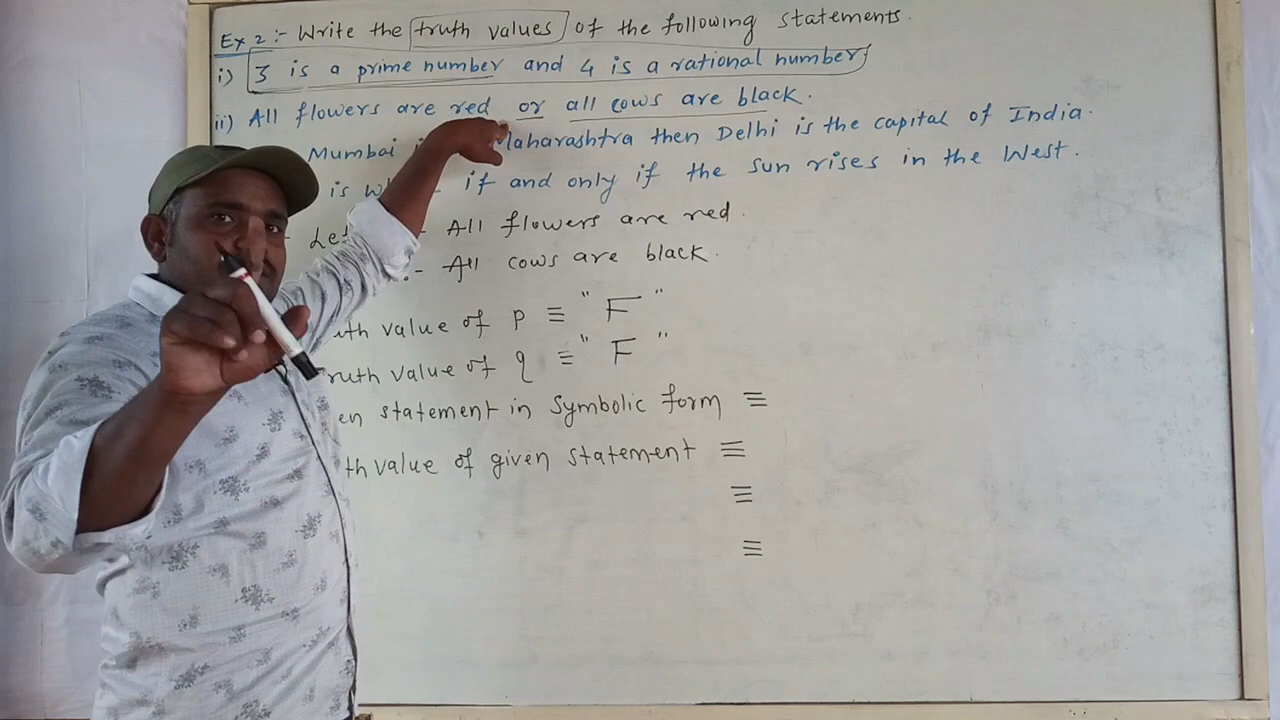 Ex 2 :- Write the truth values of the following statements.
i) 3 is a prime number and 4 is a rational number
ii) All flowers are red or all cows are black.
Mumbai Maharashtra then Delhi is the capital of India.
is if and only if the sun rises in the West.
Let - All flowers are red.
:- All cows are black.
uth value of p ≡ "F"
ruth value of q ≡ "F"
en statement in symbolic form ≡
th value of given statement ≡
≡
≡